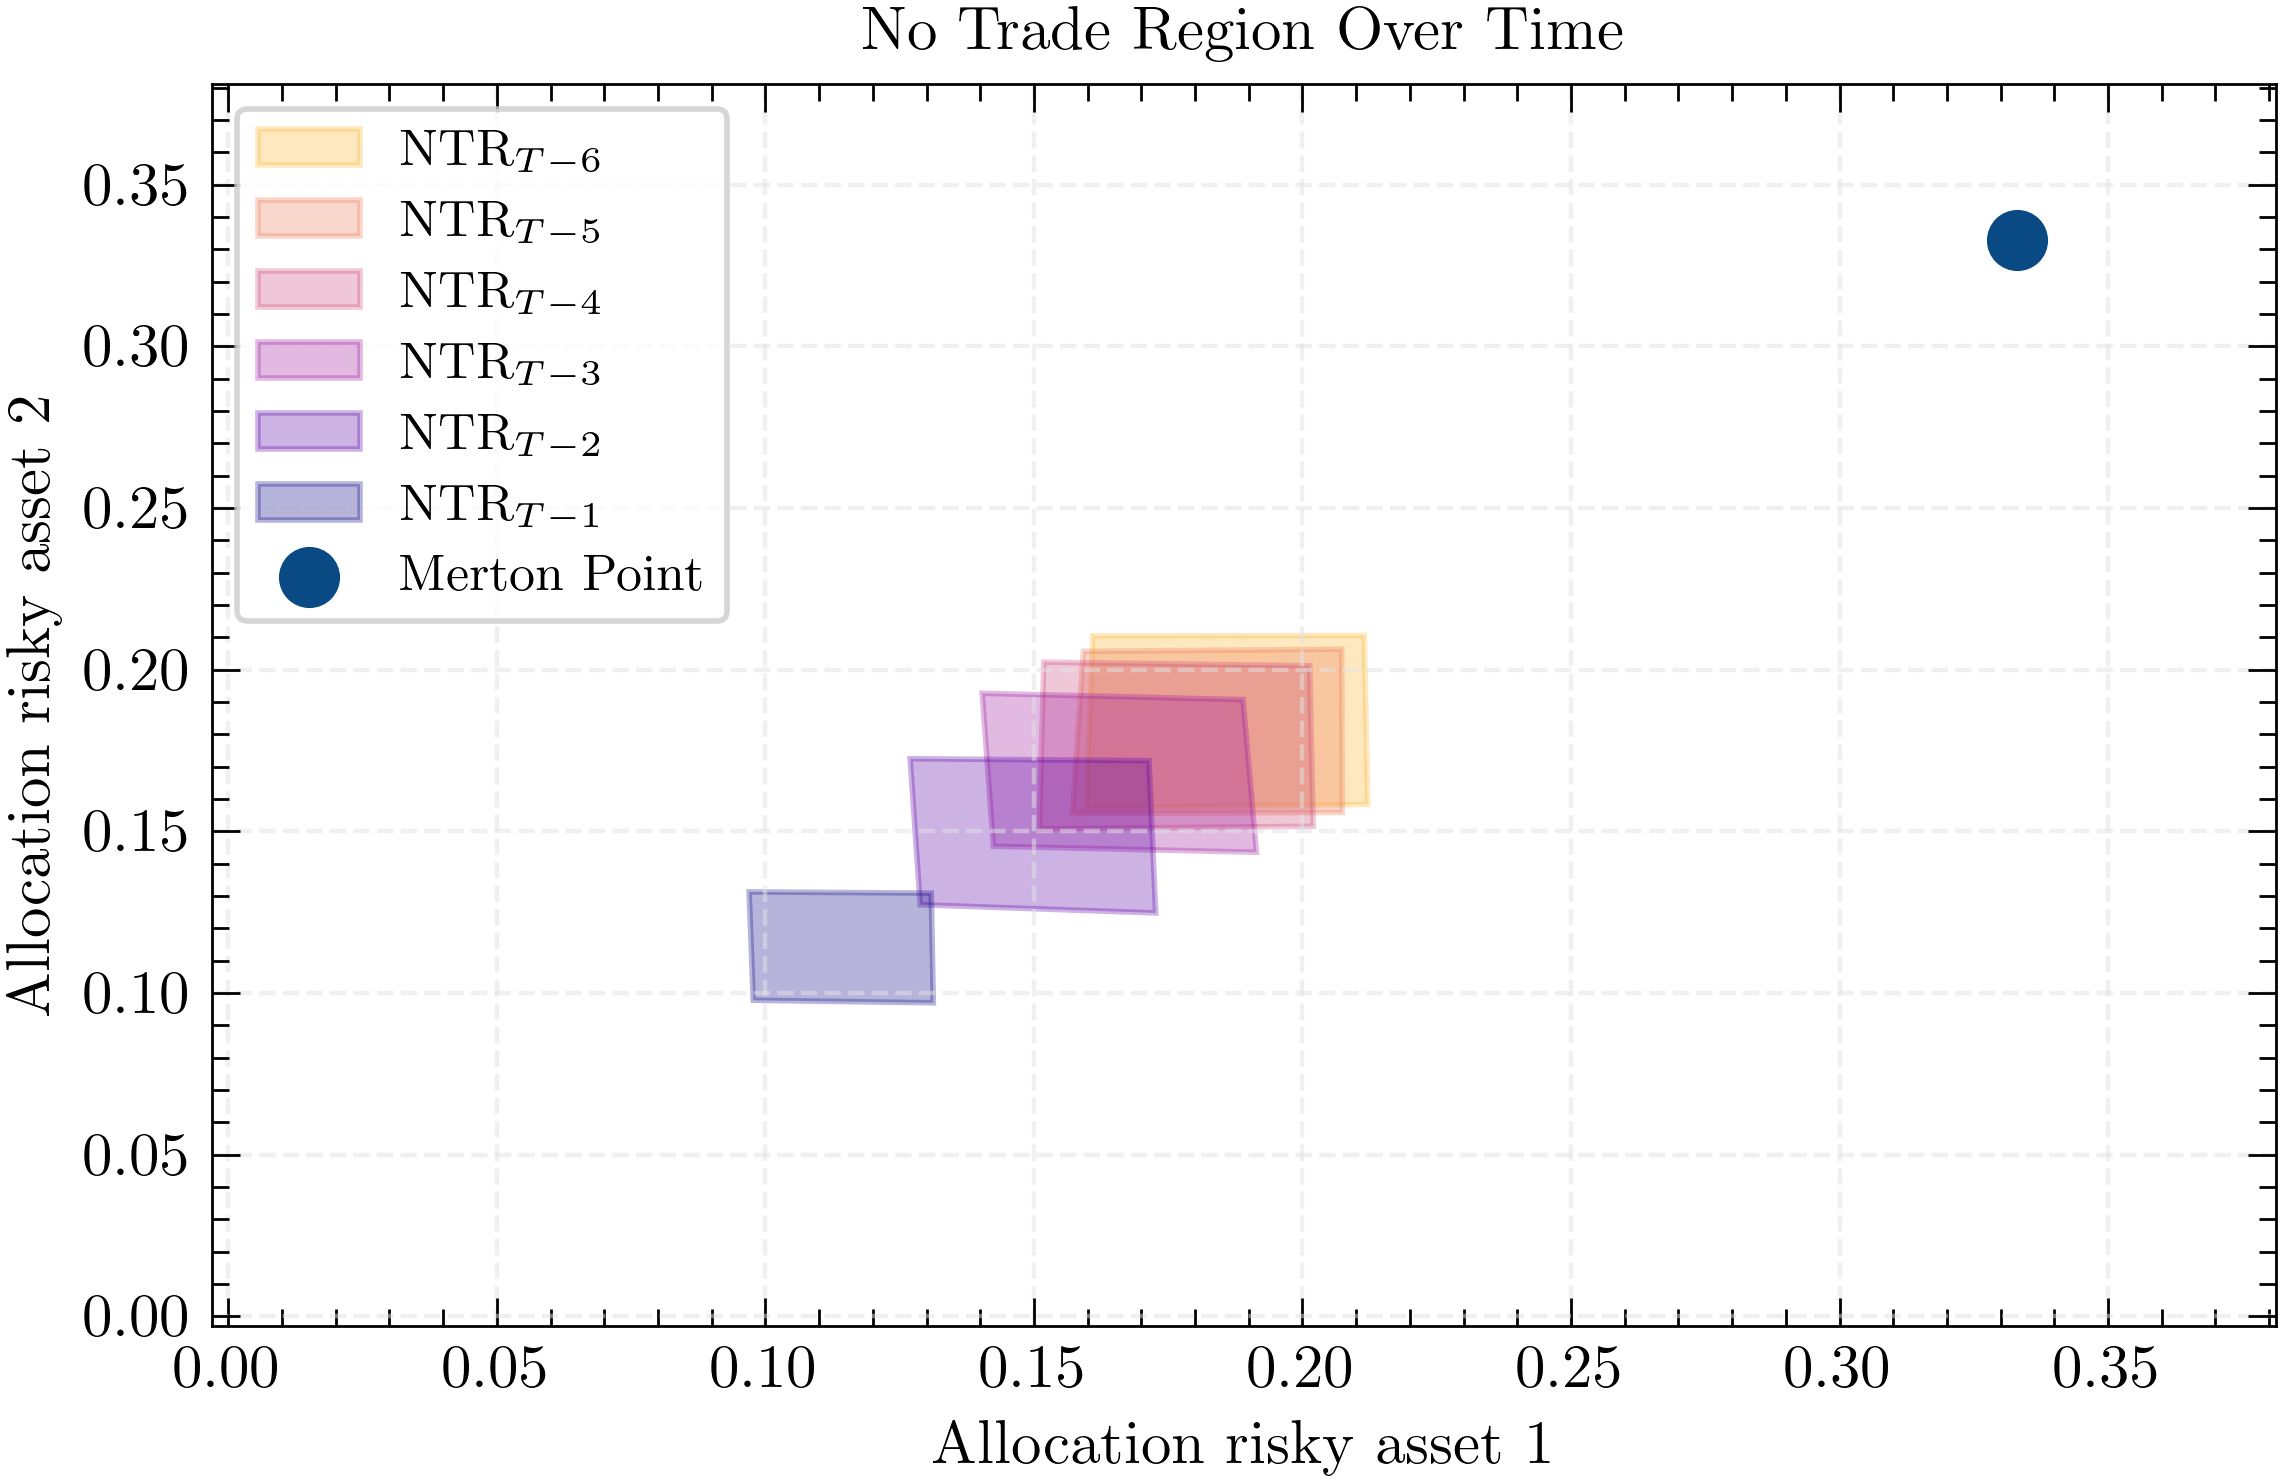 No Trade Region Over Time
NTR_{T−6}
NTR_{T−5}
NTR_{T−4}
NTR_{T−3}
NTR_{T−2}
NTR_{T−1}
Merton Point
Allocation risky asset 2
0.35
0.30
0.25
0.20
0.15
0.10
0.05
0.00
0.00 0.05 0.10 0.15 0.20 0.25 0.30 0.35
Allocation risky asset 1